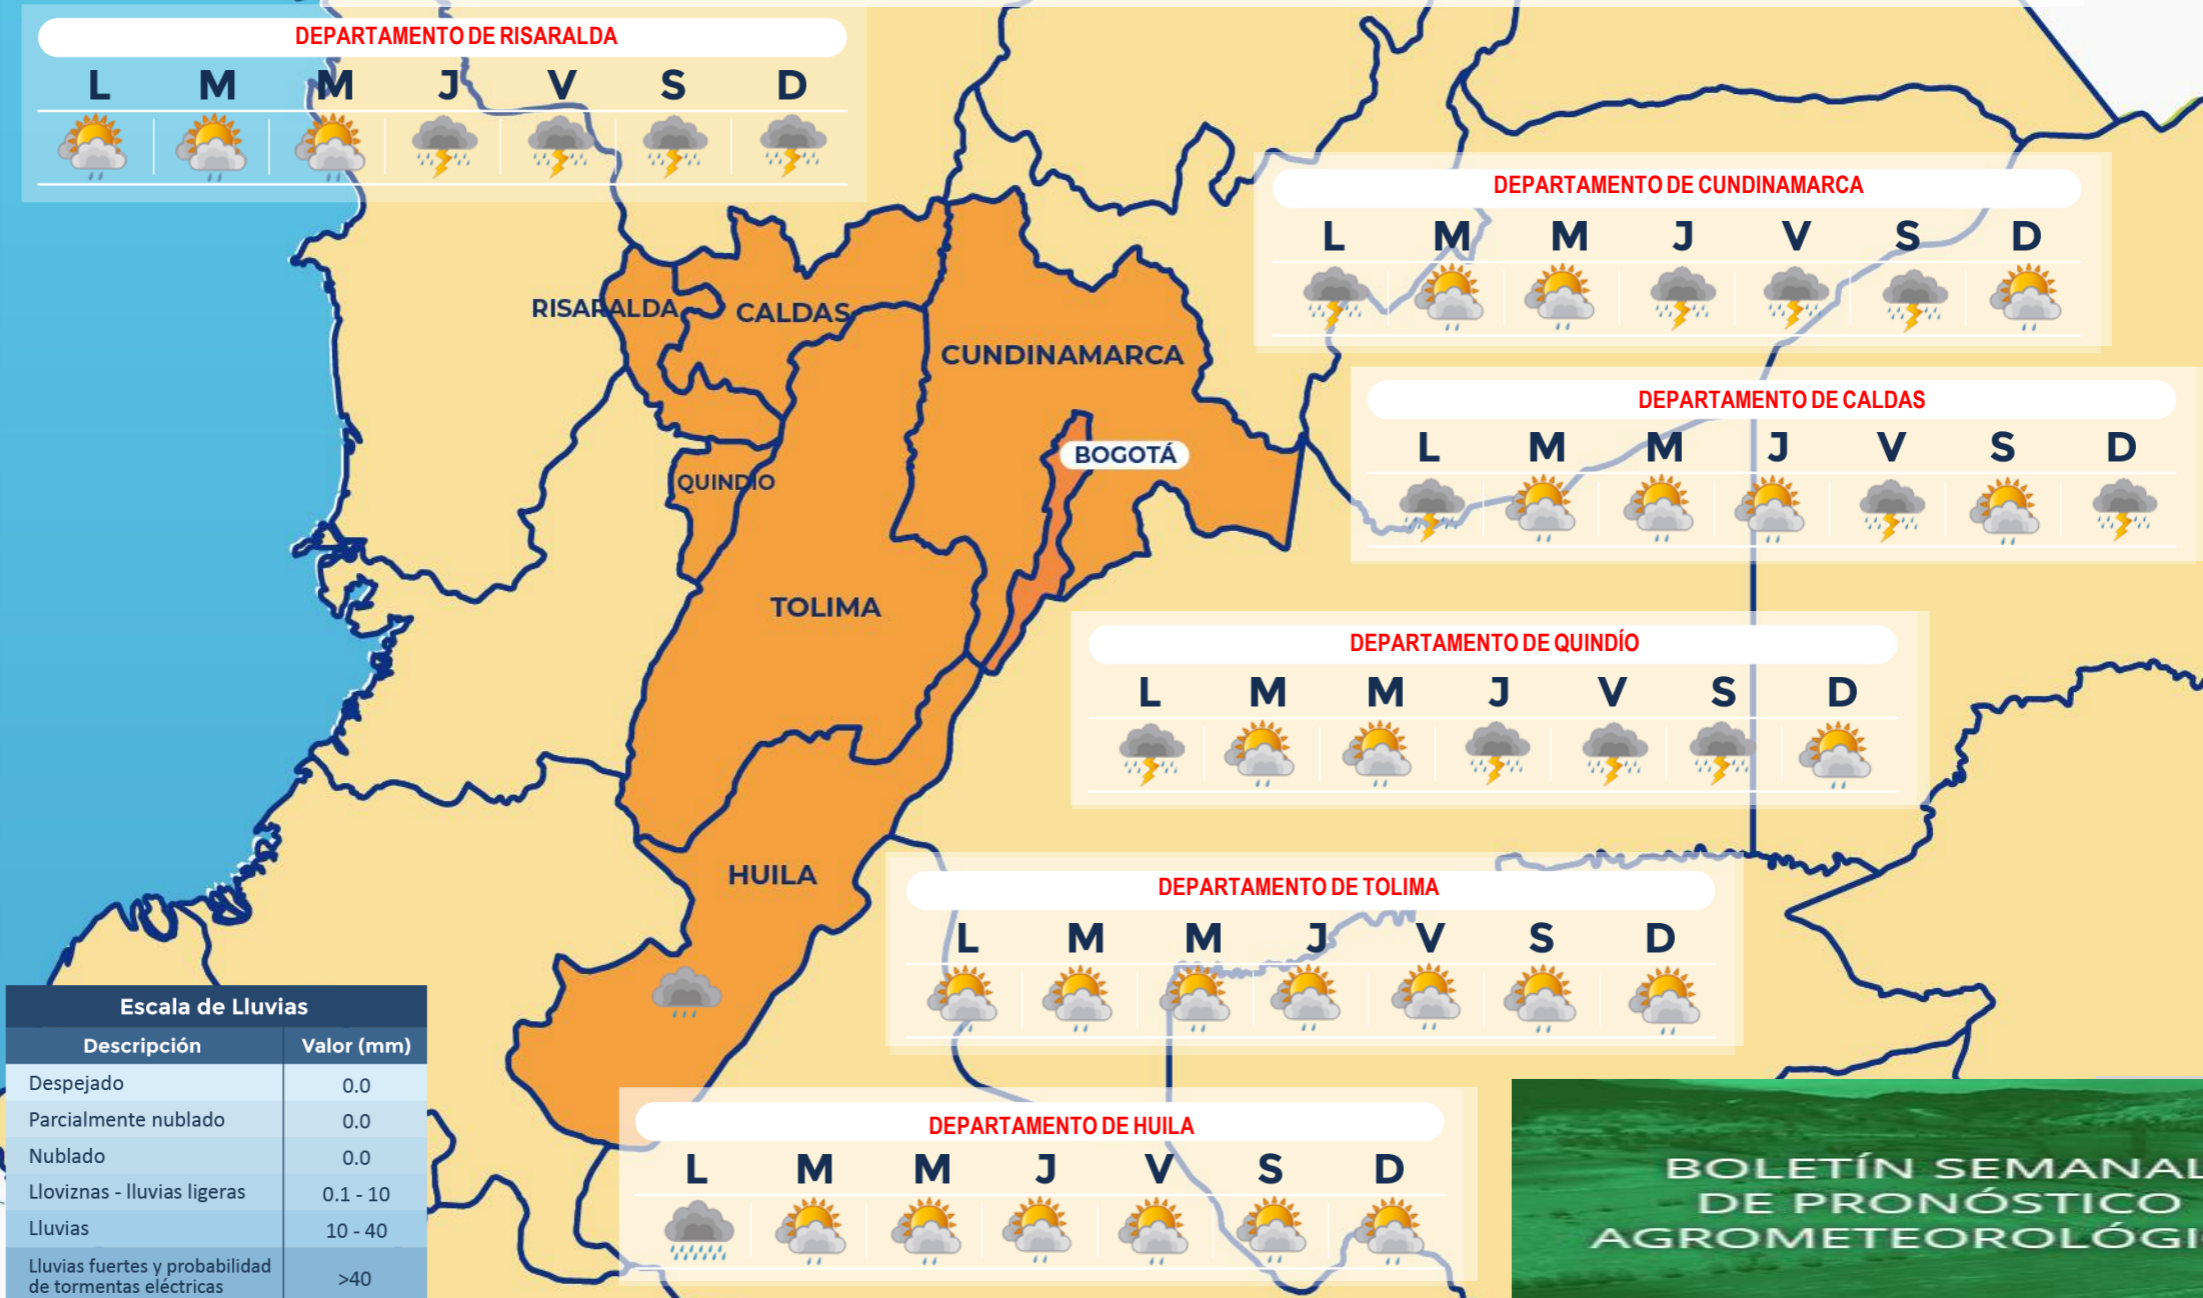 DEPARTAMENTO DE RISARALDA
L M M J V S D
DEPARTAMENTO DE CUNDINAMARCA
L M M J V S D
RISARALDA
CALDAS
CUNDINAMARCA
DEPARTAMENTO DE CALDAS
L M M J V S D
BOGOTÁ
QUINDIO
TOLIMA
DEPARTAMENTO DE QUINDÍO
L M M J V S D
HUILA
DEPARTAMENTO DE TOLIMA
L M M J V S D
Escala de Lluvias
Descripción Valor (mm)
Despejado 0.0
Parcialmente nublado 0.0
Nublado 0.0
Lloviznas - lluvias ligeras 0.1 - 10
Lluvias 10 - 40
Lluvias fuertes y probabilidad
de tormentas eléctricas >40
DEPARTAMENTO DE HUILA
L M M J V S D
BOLETÍN SEMANAL
DE PRONÓSTICO